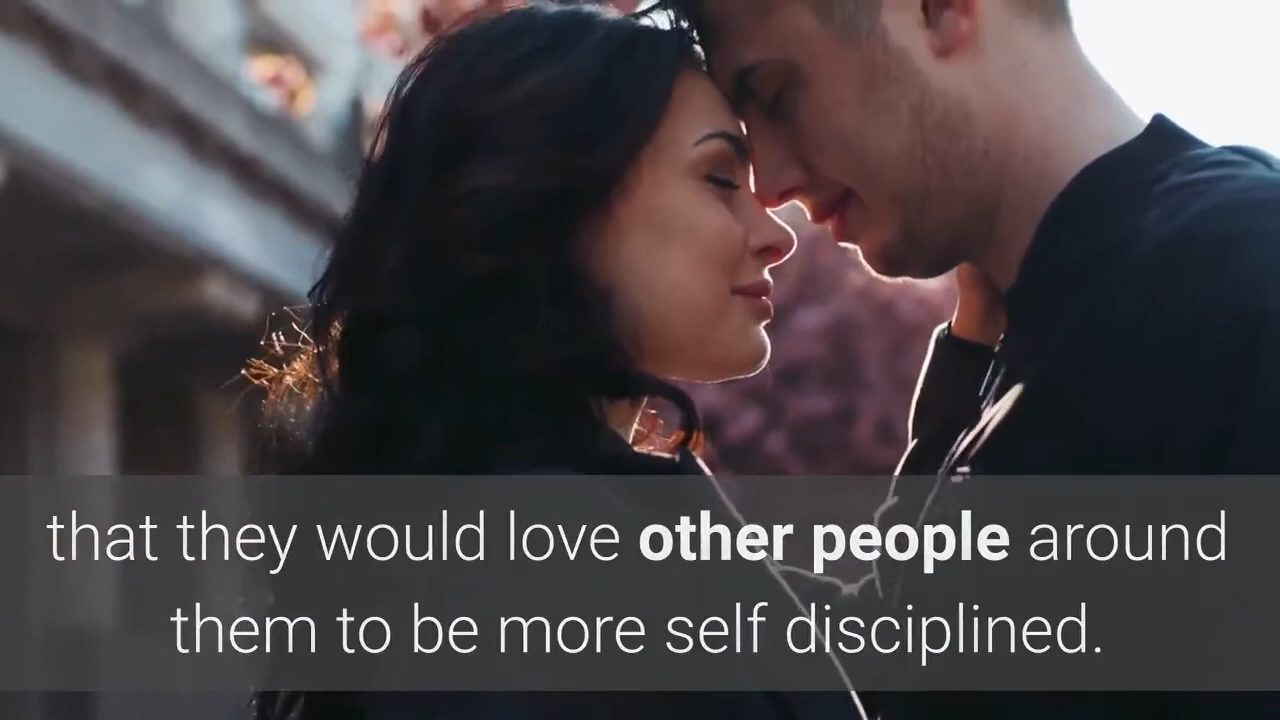 that they would love other people around
them to be more self disciplined.